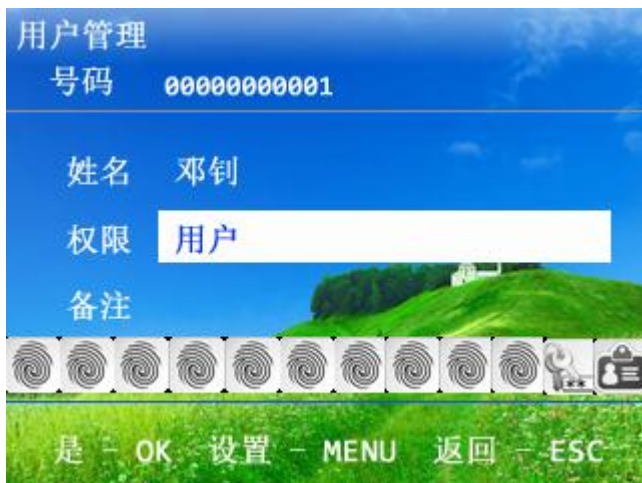 用户管理
号码 00000000001
姓名 邓钊
权限 用户
备注
是 - OK 设置 - MENU 返回 - ESC